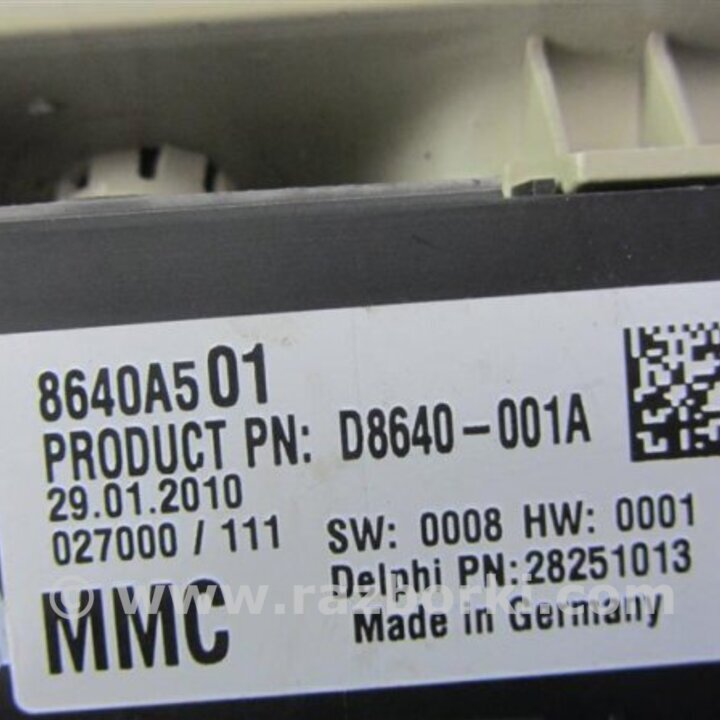 8640A501
PRODUCT PN: D8640-001A
29.01.2010
027000 / 111 SW: 0008 HW: 0001
Delphi PN:28251013
MMC Made in Germany
© www.razborki.com